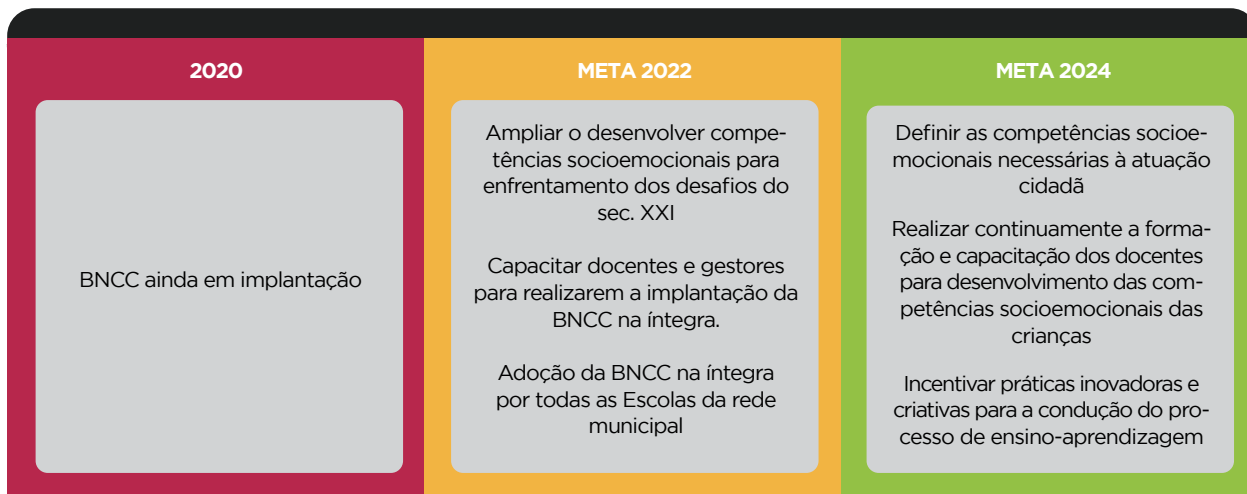 2020
BNCC ainda em implantação
META 2022
Ampliar o desenvolver compe-
tências socioemocionais para
enfrentamento dos desafios do
sec. XXI
Capacitar docentes e gestores
para realizarem a implantação da
BNCC na íntegra.
Adoção da BNCC na íntegra
por todas as Escolas da rede
municipal
META 2024
Definir as competências socioe-
mocionais necessárias à atuação
cidadã
Realizar continuamente a forma-
ção e capacitação dos docentes
para desenvolvimento das com-
petências socioemocionais das
crianças
Incentivar práticas inovadoras e
criativas para a condução do pro-
cesso de ensino-aprendizagem